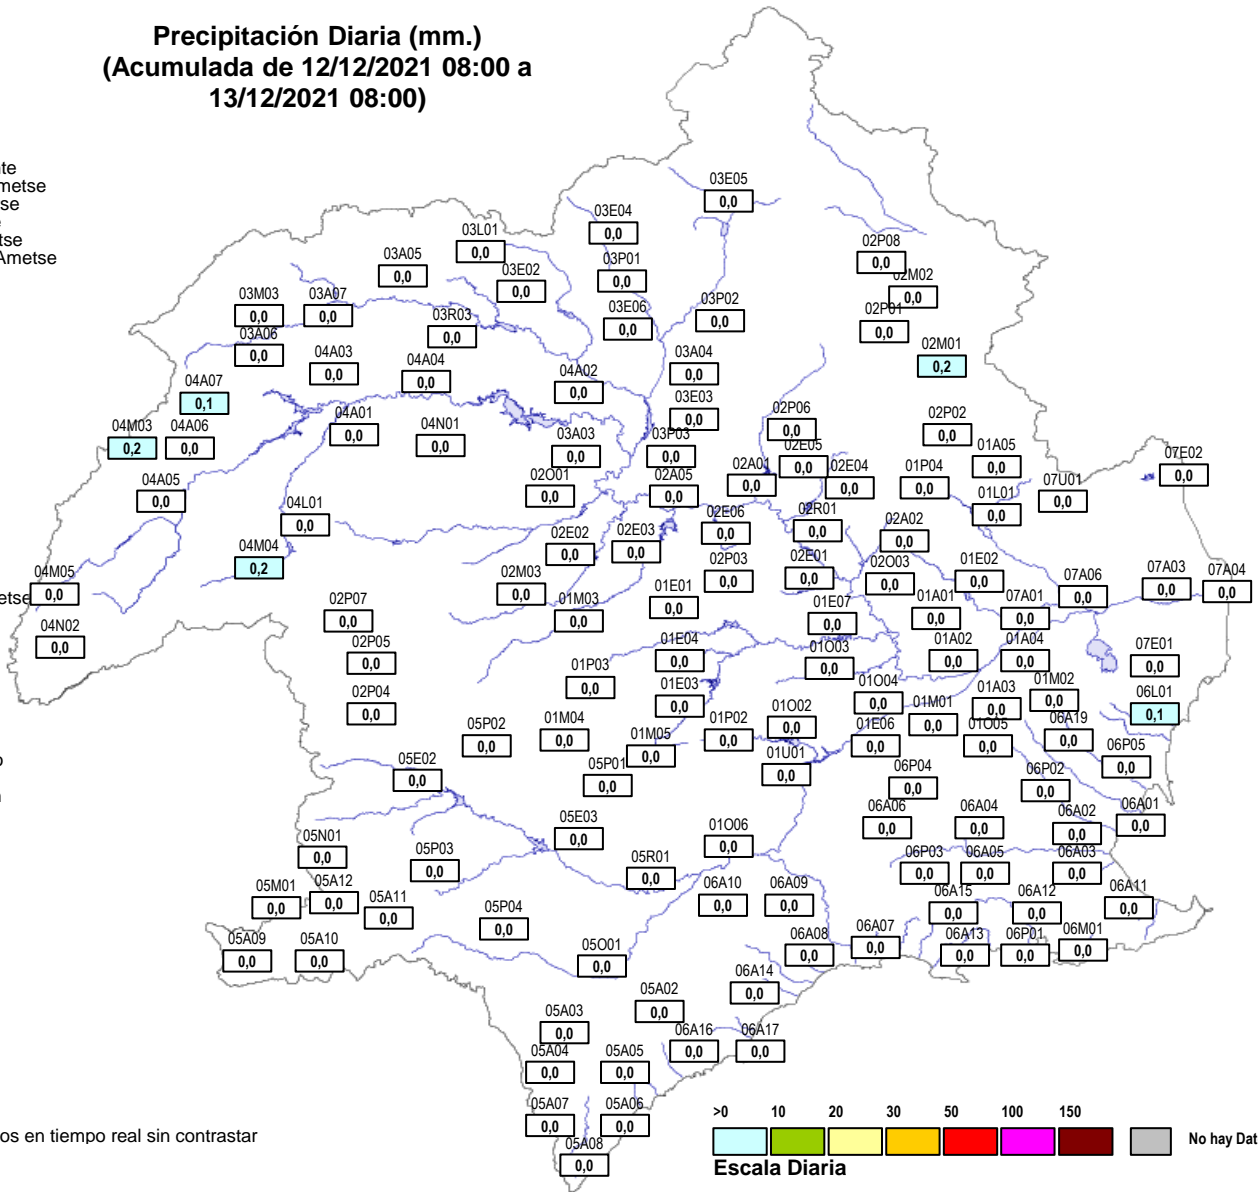 Precipitación Diaria (mm.)
(Acumulada de 12/12/2021 08:00 a
13/12/2021 08:00)
nte
metse
tse
e
tse
Ametse
etse
o
n
03E05
0,0
03E04
0,0
03L01
0,0
03A05
0,0
03E02
0,0
03P01
0,0
02P08
0,0
02M02
0,0
03M03
0,0
03A07
0,0
03R03
0,0
03E06
0,0
03P02
0,0
02P01
0,0
03A06
0,0
04A03
0,0
04A04
0,0
04A02
0,0
03A04
0,0
02M01
0,2
04A07
0,1
03E03
0,0
04M03
0,2
04A06
0,0
04A01
0,0
04N01
0,0
03A03
0,0
03P03
0,0
02P06
0,0
02P02
0,0
02E05
0,0
01A05
0,0
07E02
0,0
04A05
0,0
02O01
0,0
02A05
0,0
02A01
0,0
02E04
0,0
01P04
0,0
07U01
0,0
01L01
0,0
04L01
0,0
02E06
0,0
02R01
0,0
02A02
0,0
04M04
0,2
02E02
0,0
02E03
0,0
04M05
0,0
02M03
0,0
02P03
0,0
02E01
0,0
02O03
0,0
01E02
0,0
07A06
0,0
07A03
0,0
07A04
0,0
02P07
0,0
01M03
0,0
01E01
0,0
01E07
0,0
01A01
0,0
07A01
0,0
04N02
0,0
02P05
0,0
01E04
0,0
01O03
0,0
01A02
0,0
01A04
0,0
07E01
0,0
01P03
0,0
01E03
0,0
01O04
0,0
01A03
0,0
01M02
0,0
06L01
0,1
02P04
0,0
05P02
0,0
01M04
0,0
01M05
0,0
01P02
0,0
01O02
0,0
01E06
0,0
01M01
0,0
01O05
0,0
06A19
0,0
06P05
0,0
05E02
0,0
05P01
0,0
01U01
0,0
06P04
0,0
06P02
0,0
05E03
0,0
01O06
0,0
06A06
0,0
06A04
0,0
06A02
0,0
06A01
0,0
05N01
0,0
05P03
0,0
05R01
0,0
06P03
0,0
06A05
0,0
06A03
0,0
05M01
0,0
05A12
0,0
05A11
0,0
06A10
0,0
06A09
0,0
06A15
0,0
06A12
0,0
06A11
0,0
05P04
0,0
05A09
0,0
05A10
0,0
05O01
0,0
06A08
0,0
06A07
0,0
06A13
0,0
06P01
0,0
06M01
0,0
06A14
0,0
05A02
0,0
05A03
0,0
06A16
0,0
06A17
0,0
05A04
0,0
05A05
0,0
05A07
0,0
05A06
0,0
05A08
0,0
os en tiempo real sin contrastar
>0 10 20 30 50 100 150
No hay Dat
Escala Diaria